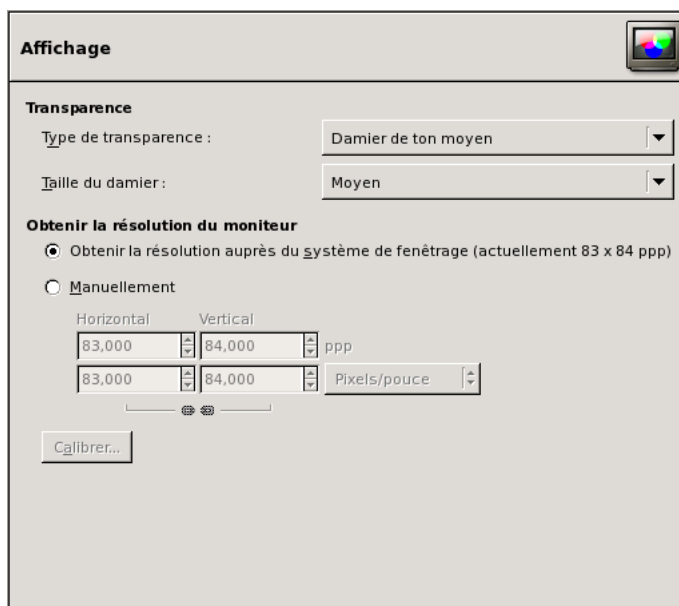 Affichage
Transparence
Type de transparence : Damier de ton moyen
Taille du damier : Moyen
Obtenir la résolution du moniteur
Obtenir la résolution auprès du système de fenêtrage (actuellement 83 x 84 ppp)
Manuellement
Horizontal Vertical
83,000 84,000 ppp
83,000 84,000 Pixels/pouce
Calibrer...